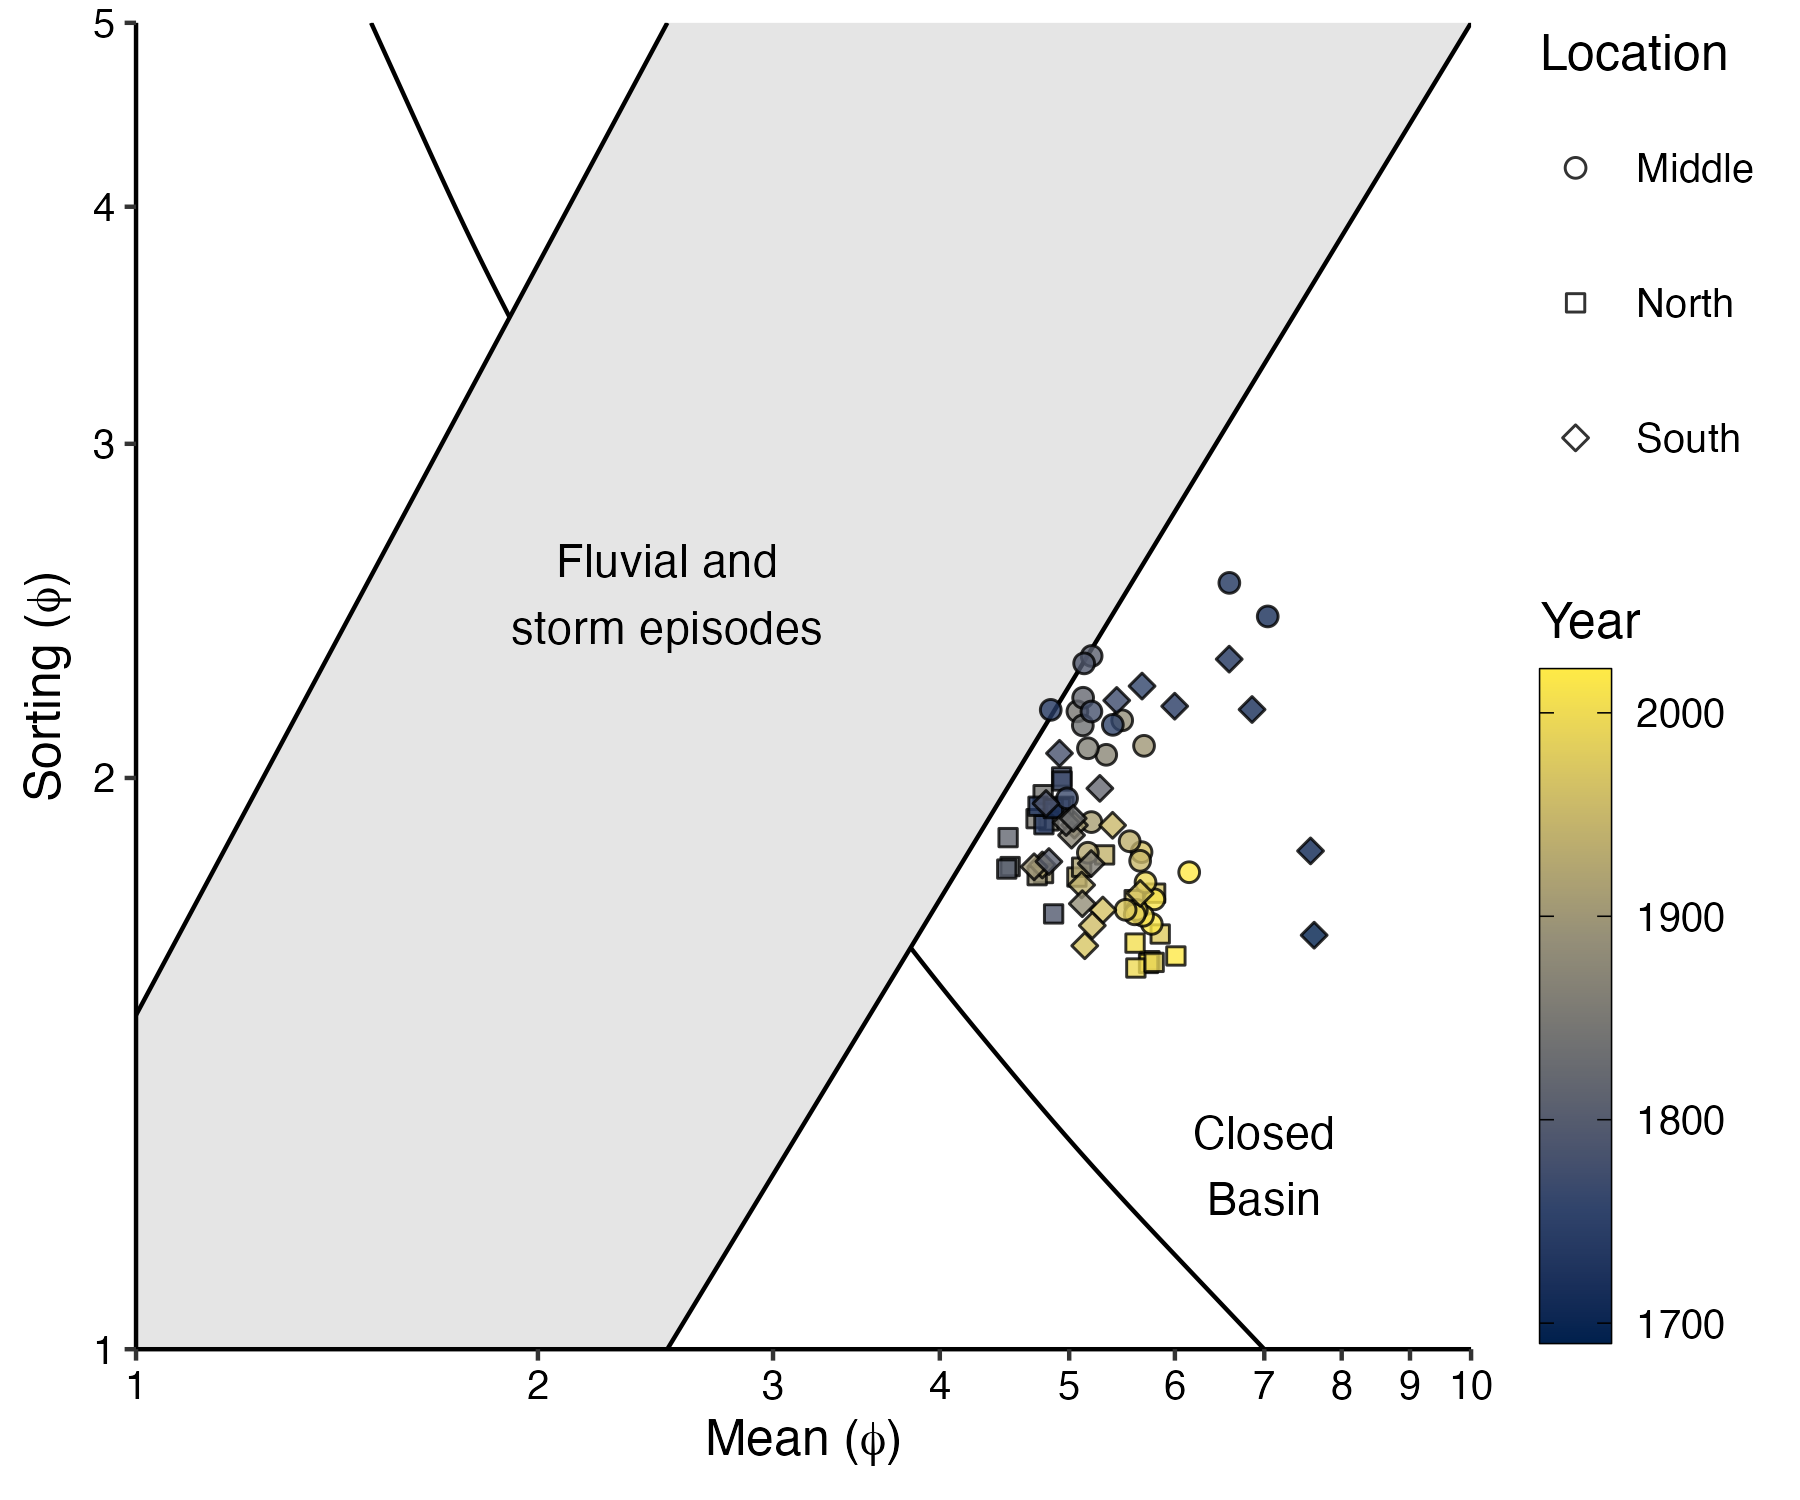 5
4
3
2
1
Sorting (ϕ)
Fluvial and
storm episodes
Closed
Basin
1 2 3 4 5 6 7 8 9 10
Mean (ϕ)
Location
Middle
North
South
Year
2000
1900
1800
1700